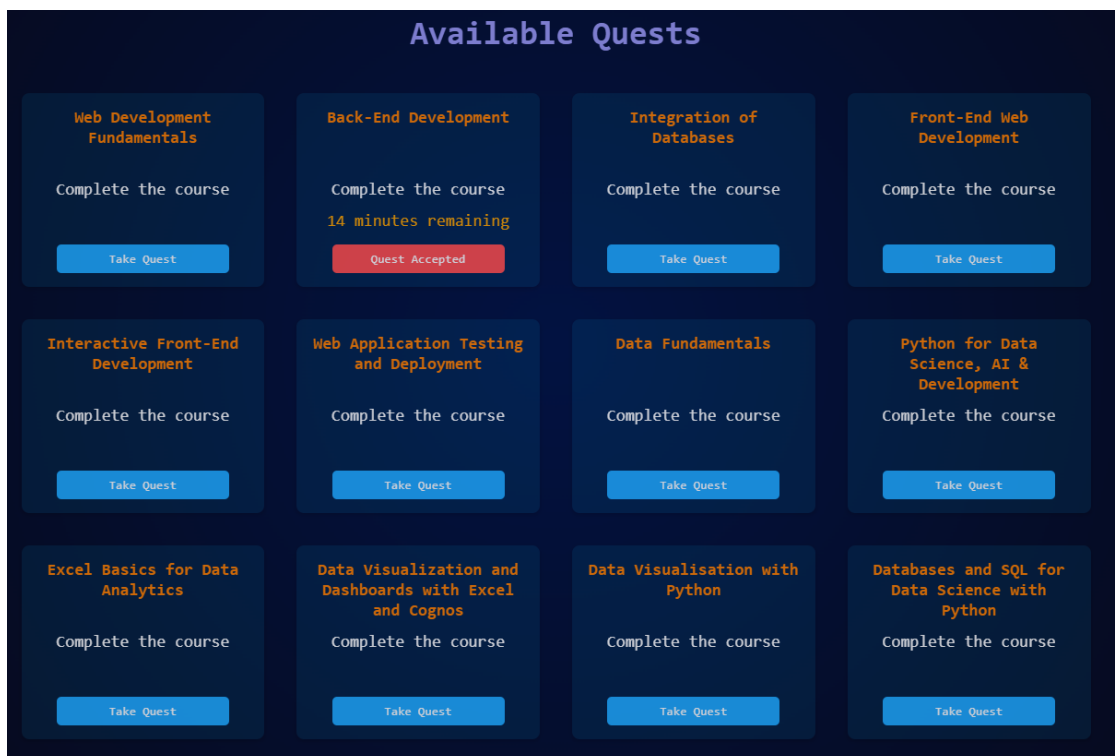 Available Quests
Web Development
Fundamentals
Complete the course
Take Quest
Back-End Development
Complete the course
14 minutes remaining
Quest Accepted
Integration of
Databases
Complete the course
Take Quest
Front-End Web
Development
Complete the course
Take Quest
Interactive Front-End
Development
Complete the course
Take Quest
Web Application Testing
and Deployment
Complete the course
Take Quest
Data Fundamentals
Complete the course
Take Quest
Python for Data
Science, AI &
Development
Complete the course
Take Quest
Excel Basics for Data
Analytics
Complete the course
Take Quest
Data Visualization and
Dashboards with Excel
and Cognos
Complete the course
Take Quest
Data Visualisation with
Python
Complete the course
Take Quest
Databases and SQL for
Data Science with
Python
Complete the course
Take Quest